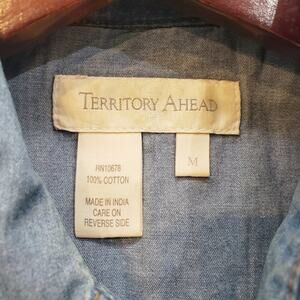 TERRITORY AHEAD
M
RN10678
100% COTTON
MADE IN INDIA
CARE ON
REVERSE SIDE